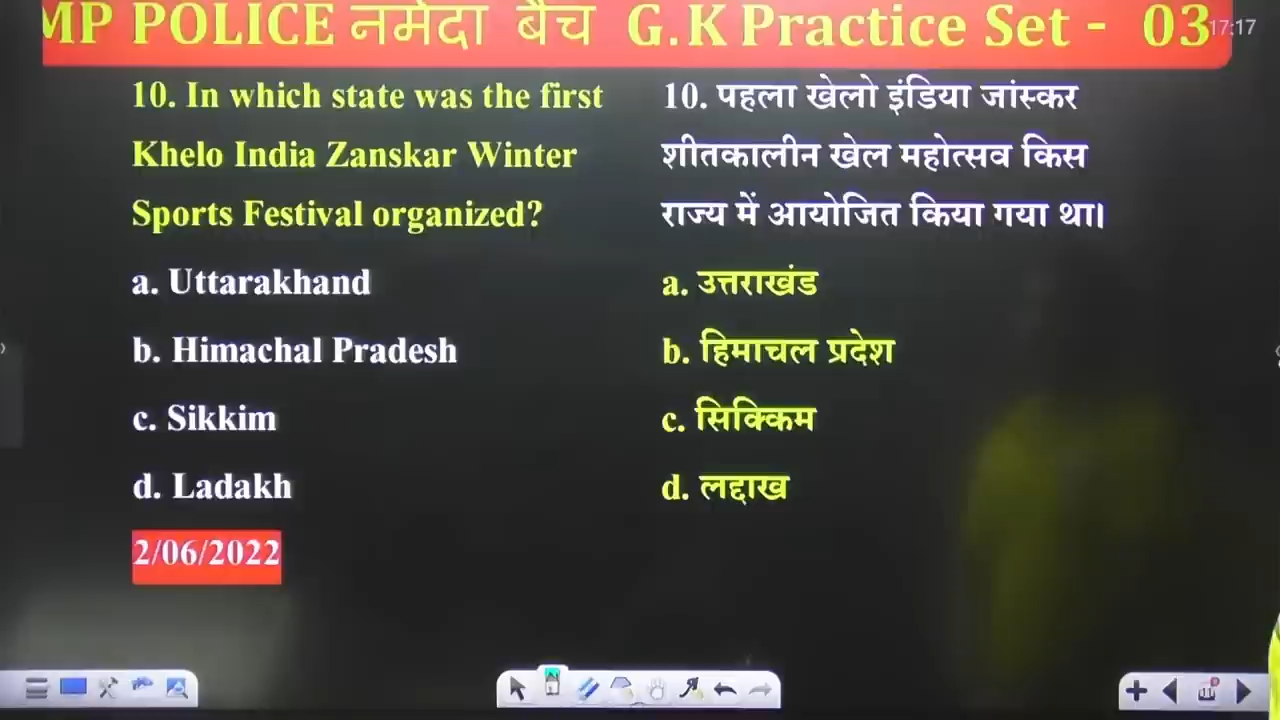 MP POLICE नर्मदा बैच G.K Practice Set - 03
17:17
10. In which state was the first
Khelo India Zanskar Winter
Sports Festival organized?
a. Uttarakhand
b. Himachal Pradesh
c. Sikkim
d. Ladakh
2/06/2022
10. पहला खेलो इंडिया जांस्कर
शीतकालीन खेल महोत्सव किस
राज्य में आयोजित किया गया था।
a. उत्तराखंड
b. हिमाचल प्रदेश
c. सिक्किम
d. लद्दाख